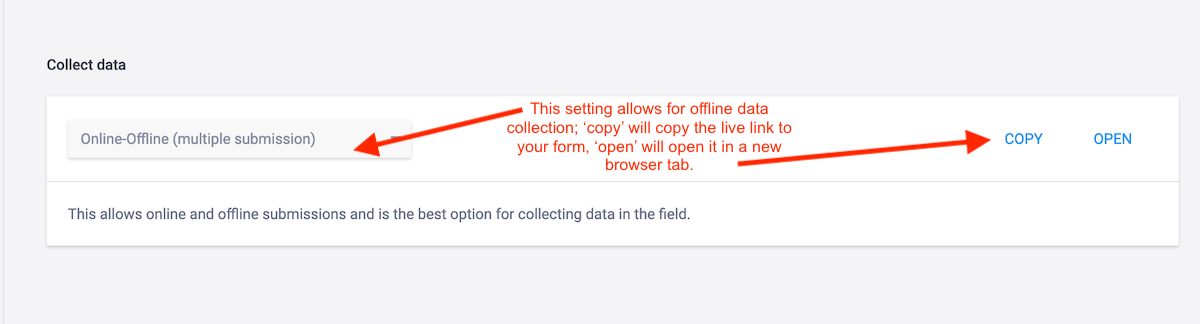 Collect data
This setting allows for offline data
collection; ‘copy’ will copy the live link to
your form, ‘open’ will open it in a new
browser tab.
Online-Offline (multiple submission)
COPY
OPEN
This allows online and offline submissions and is the best option for collecting data in the field.